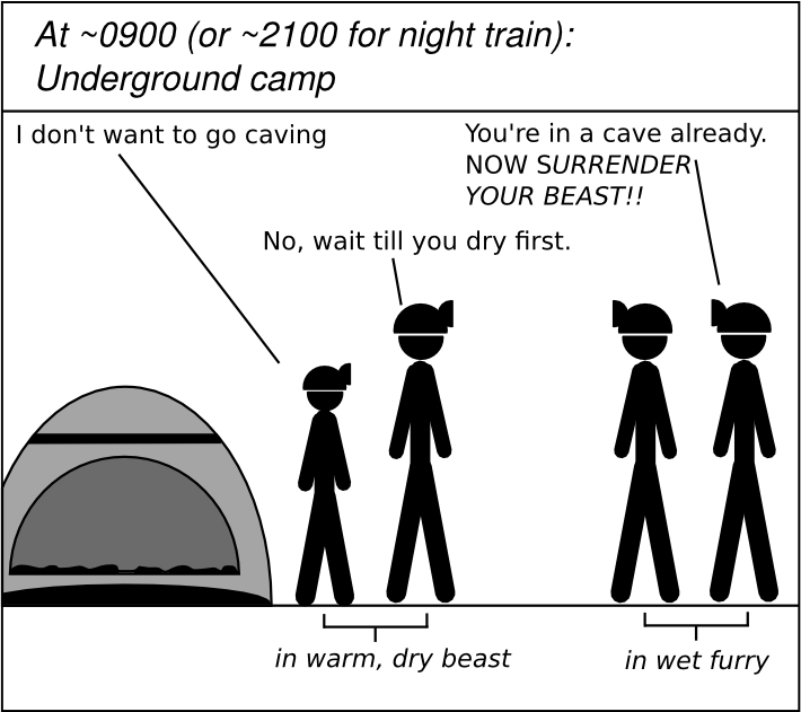 At ~0900 (or ~2100 for night train):
Underground camp
I don't want to go caving
You're in a cave already.
NOW SURRENDER
YOUR BEAST!!
No, wait till you dry first.
in warm, dry beast
in wet furry